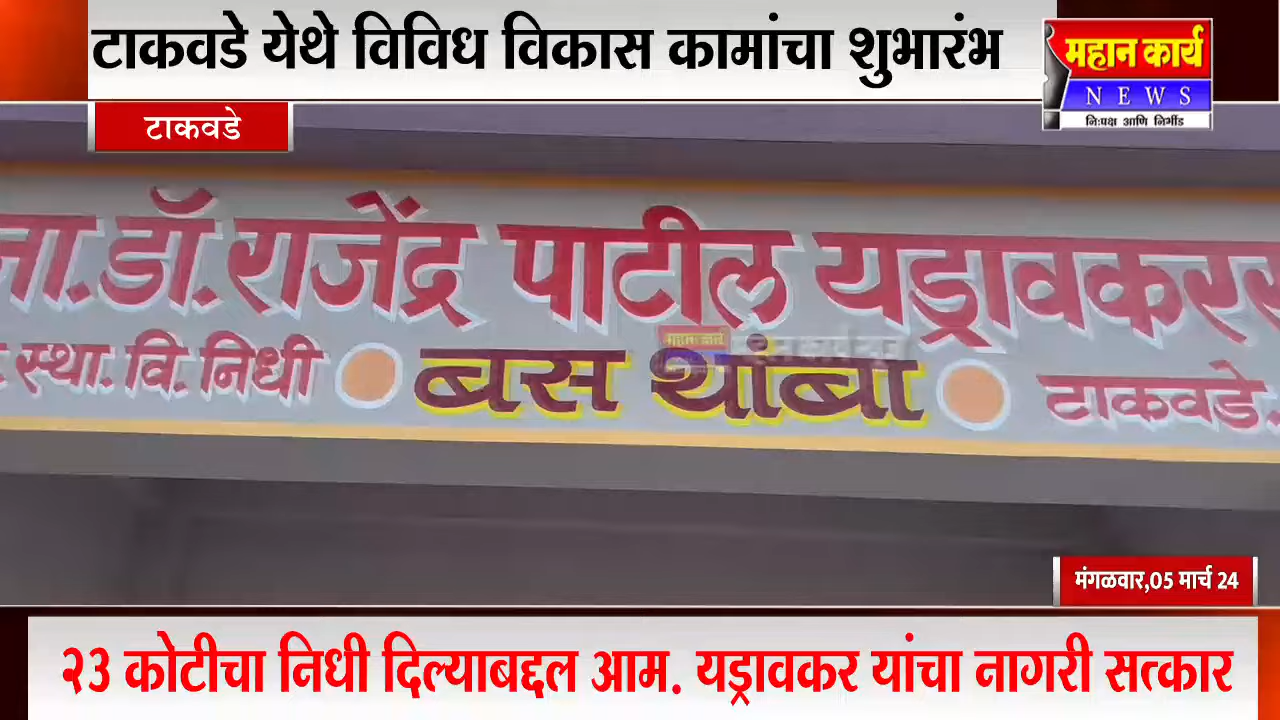 टाकवडे येथे विविध विकास कामांचा शुभारंभ
महान कार्य
NEWS
नि:पक्ष आणि निर्भीड
टाकवडे
ना.डॉ.राजेंद्र पाटील यड्रावकर
स्था. वि. निधी बस थांबा टाकवडे.
महान कार्य
मंगळवार,05 मार्च 24
२३ कोटीचा निधी दिल्याबद्दल आम. यड्रावकर यांचा नागरी सत्कार